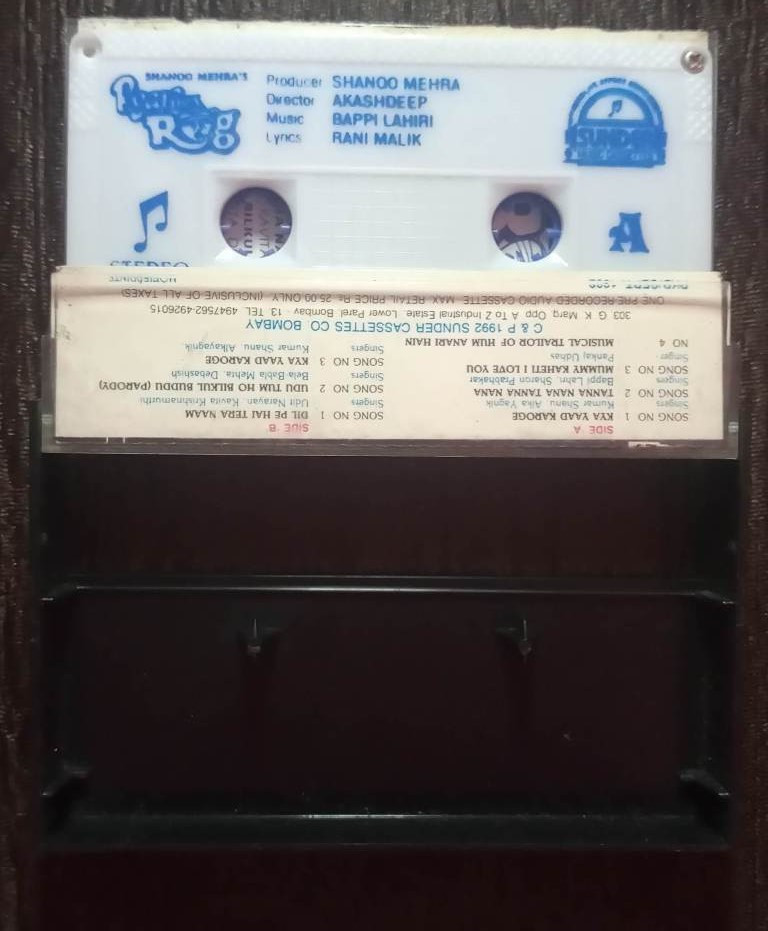 SHANOO MEHRA'S
Rog
Producer SHANOO MEHRA
Director AKASHDEEP
Music BAPPI LAHIRI
Lyrics RANI MALIK
SUNDER
STEREO
A
SIDE 'A'
SONG NO 1 KYA YAAD KAROGE
Singers Kumar Shanu, Alka Yagnik
SONG NO 2 TANNA NANA TANNA NANA
Singers Bappi Lahiri Sharon Prabhakar
SONG NO 3 MUMMY KAHETI I LOVE YOU
Singer Pankaj Udhas
NO 4 MUSICAL TRAILOR OF HUM ANARI HAIN
SIDE 'B'
SONG NO 1 DIL PE HAI TERA NAAM
Singers Udit Narayan, Kavita Krishnamurthi
SONG NO 2 UDU TUM HO BILKUL BUDDU (PARODY)
Singers Bela Babla Mehta, Debashish
SONG NO 3 KYA YAAD KAROGE
Singers Kumar Shanu, Alkayagnik
C & P 1992 SUNDER CASSETTES CO. BOMBAY
303 G K Marg Opp A To Z Industrial Estate, Lower Parel, Bombay - 13. TEL 4947562-4926015
ONE PRE-RECORDED AUDIO CASSETTE MAX. RETAIL PRICE Rs 25.00 ONLY (INCLUSIVE OF ALL TAXES)